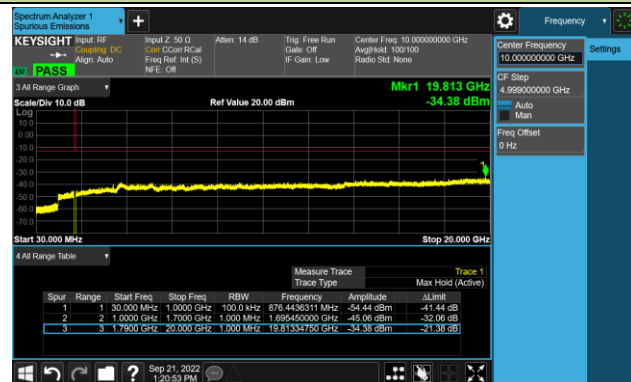 Spectrum Analyzer 1
Spurious Emissions
+
Frequency
KEYSIGHT
Input: RF
Coupling: DC
Align: Auto
Input Z: 50 Ω
Corr CCorr RCal
Freq Ref: Int (S)
NFE: Off
Atten: 14 dB
Trig: Free Run
Gate: Off
IF Gain: Low
Center Freq: 10.000000000 GHz
Avg|Hold: 100/100
Radio Std: None
PASS
3 All Range Graph
Mkr1 19.813 GHz
Scale/Div 10.0 dB
Ref Value 20.00 dBm
-34.38 dBm
Log
10.0
0.00
-10.0
-20.0
-30.0
-40.0
-50.0
-60.0
-70.0
1
Start 30.000 MHz
Stop 20.000 GHz
4 All Range Table
Measure Trace Trace 1
Trace Type Max Hold (Active)
Spur Range Start Freq Stop Freq RBW Frequency Amplitude ΔLimit
1 1 30.000 MHz 1.0000 GHz 100.0 kHz 876.4436311 MHz -54.44 dBm -41.44 dB
2 2 1.0000 GHz 1.7000 GHz 1.000 MHz 1.695450000 GHz -45.06 dBm -32.06 dB
3 3 1.7900 GHz 20.000 GHz 1.000 MHz 19.81334750 GHz -34.38 dBm -21.38 dB
Sep 21, 2022
1:20:53 PM
Center Frequency
10.000000000 GHz
Settings
CF Step
4.999000000 GHz
Auto
Man
Freq Offset
0 Hz